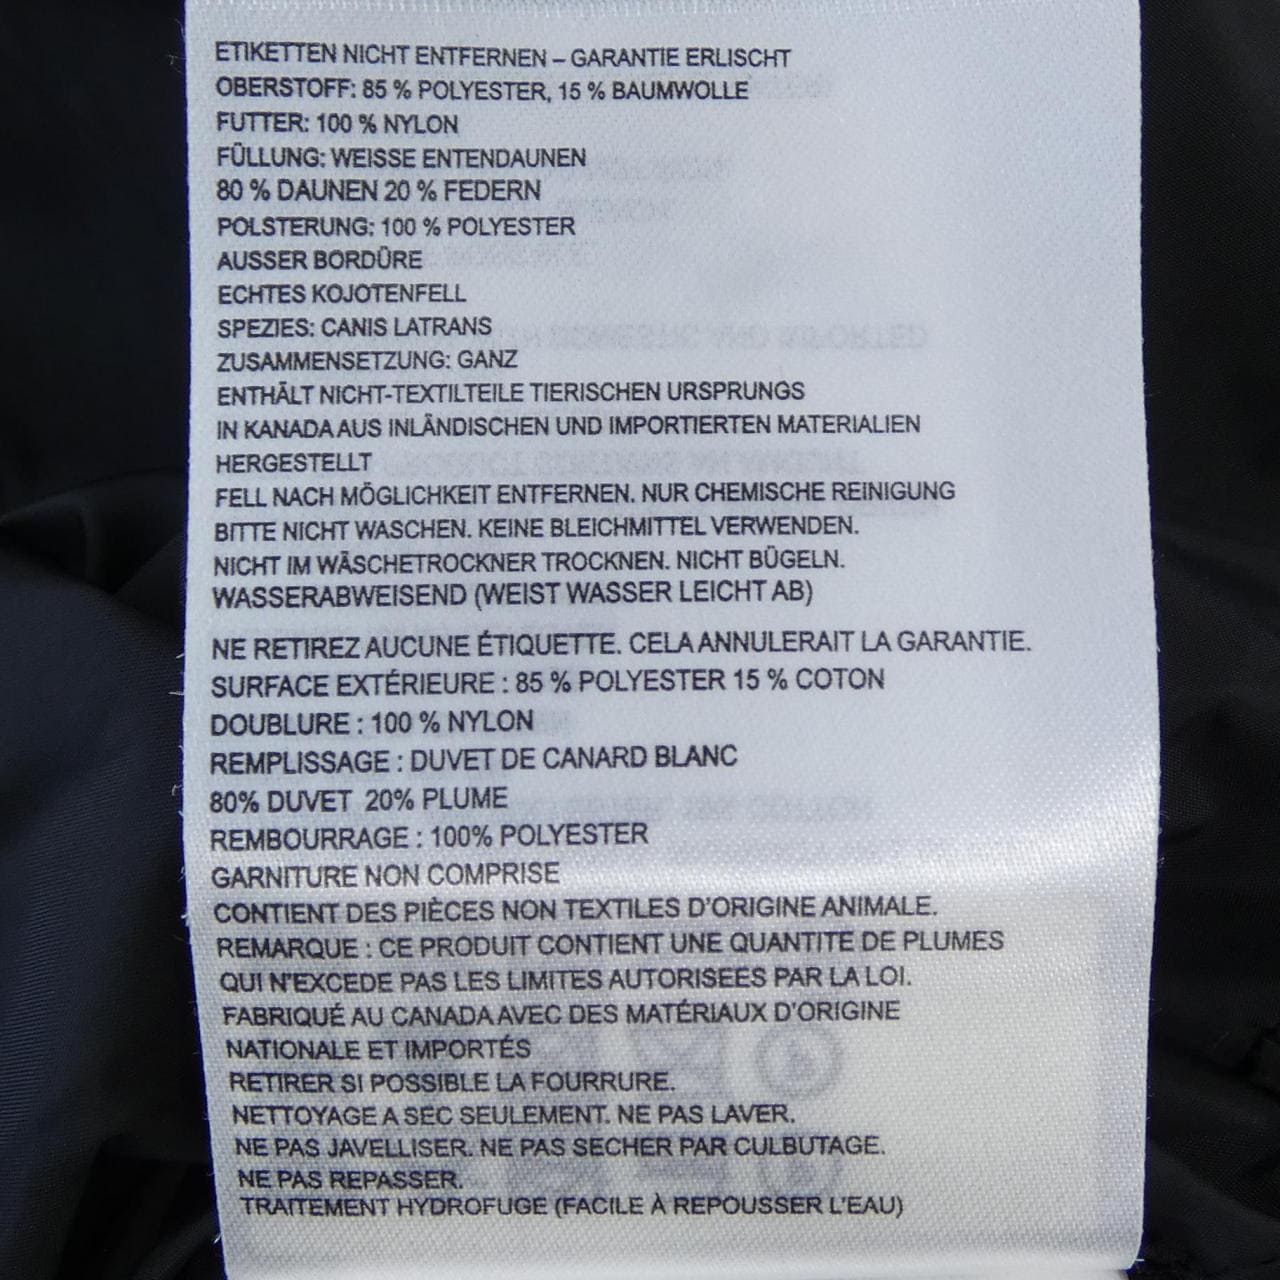 ETIKETTEN NICHT ENTFERNEN – GARANTIE ERLISCHT
OBERSTOFF: 85 % POLYESTER, 15 % BAUMWOLLE
FUTTER: 100 % NYLON
FÜLLUNG: WEISSE ENTENDAUNEN
80 % DAUNEN 20 % FEDERN
POLSTERUNG: 100 % POLYESTER
AUSSER BORDÜRE
ECHTES KOJOTENFELL
SPEZIES: CANIS LATRANS
ZUSAMMENSETZUNG: GANZ
ENTHÄLT NICHT-TEXTILTEILE TIERISCHEN URSPRUNGS
IN KANADA AUS INLÄNDISCHEN UND IMPORTIERTEN MATERIALIEN
HERGESTELLT
FELL NACH MÖGLICHKEIT ENTFERNEN. NUR CHEMISCHE REINIGUNG
BITTE NICHT WASCHEN. KEINE BLEICHMITTEL VERWENDEN.
NICHT IM WÄSCHETROCKNER TROCKNEN. NICHT BÜGELN.
WASSERABWEISEND (WEIST WASSER LEICHT AB)
NE RETIREZ AUCUNE ÉTIQUETTE. CELA ANNULERAIT LA GARANTIE.
SURFACE EXTÉRIEURE : 85 % POLYESTER 15 % COTON
DOUBLURE : 100 % NYLON
REMPLISSAGE : DUVET DE CANARD BLANC
80% DUVET 20% PLUME
REMBOURRAGE : 100% POLYESTER
GARNITURE NON COMPRISE
CONTIENT DES PIÈCES NON TEXTILES D'ORIGINE ANIMALE.
REMARQUE : CE PRODUIT CONTIENT UNE QUANTITE DE PLUMES
QUI N'EXCEDE PAS LES LIMITES AUTORISEES PAR LA LOI.
FABRIQUÉ AU CANADA AVEC DES MATÉRIAUX D'ORIGINE
NATIONALE ET IMPORTÉS
RETIRER SI POSSIBLE LA FOURRURE.
NETTOYAGE A SEC SEULEMENT. NE PAS LAVER.
NE PAS JAVELLISER. NE PAS SECHER PAR CULBUTAGE.
NE PAS REPASSER.
TRAITEMENT HYDROFUGE (FACILE À REPOUSSER L'EAU)